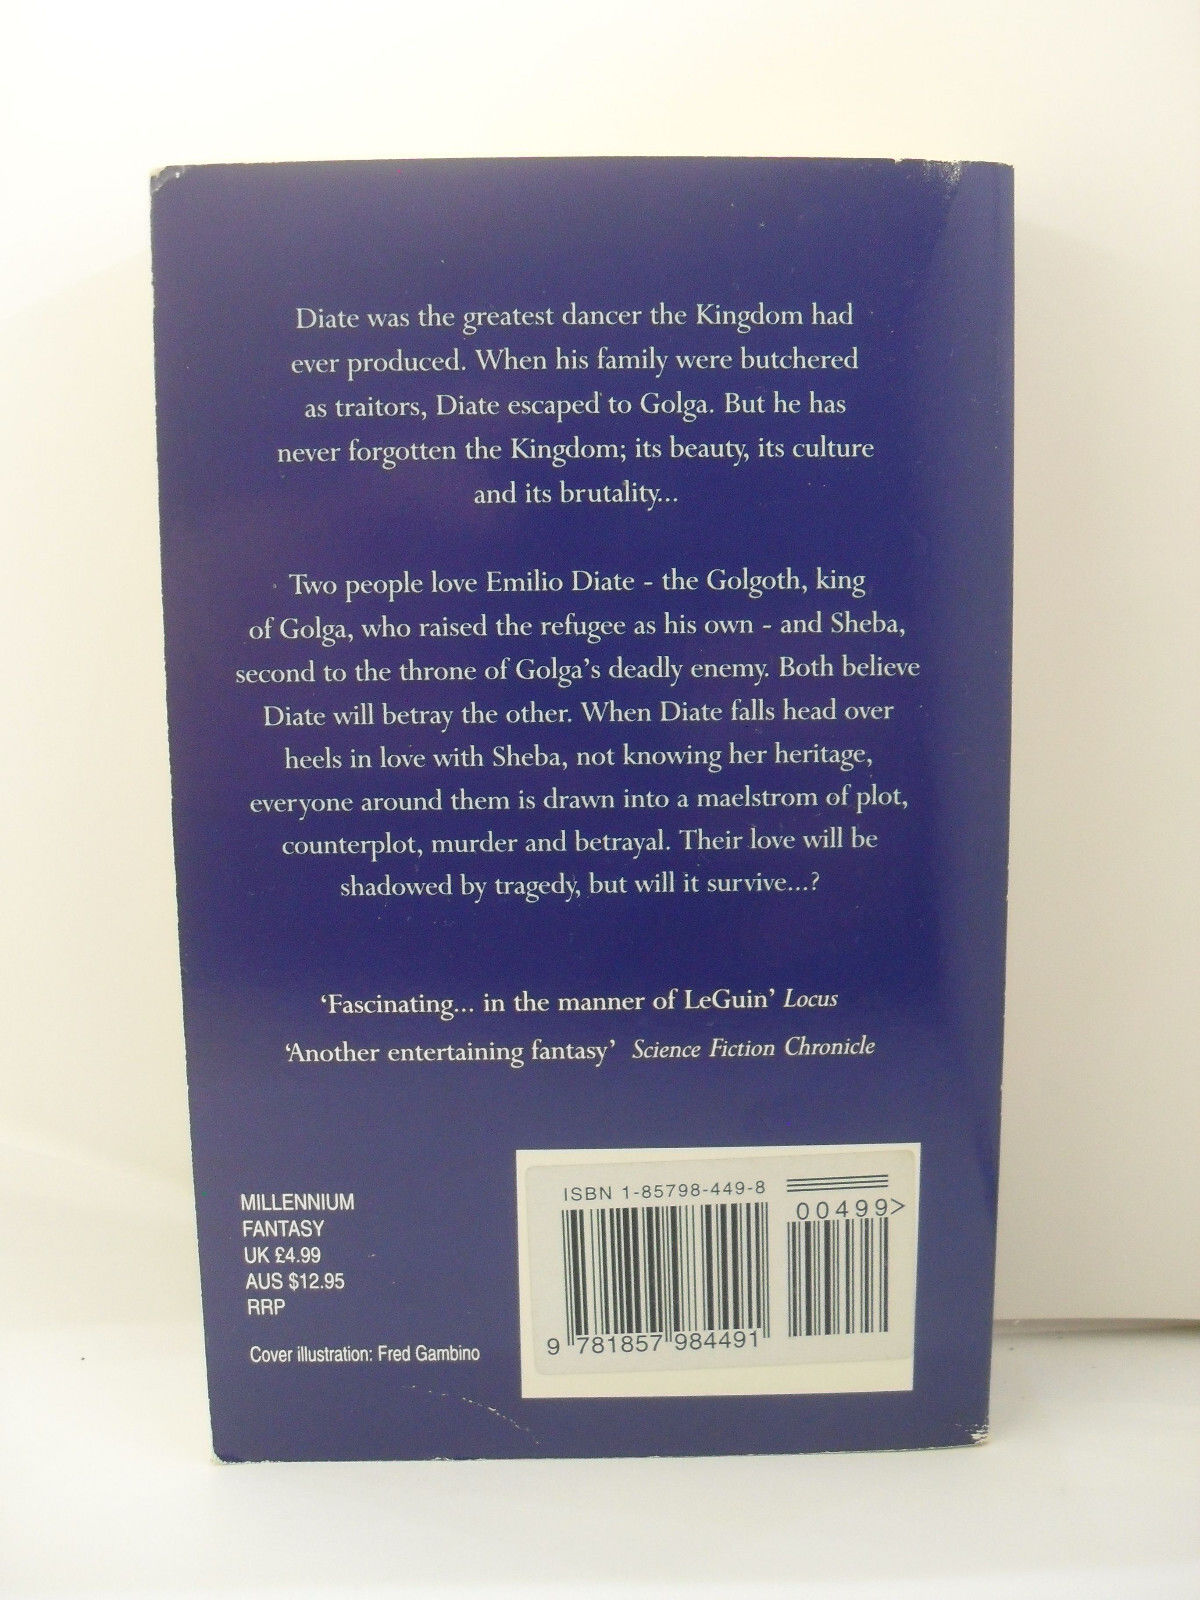 Diate was the greatest dancer the Kingdom had
ever produced. When his family were butchered
as traitors, Diate escaped to Golga. But he has
never forgotten the Kingdom; its beauty, its culture
and its brutality...
Two people love Emilio Diate - the Golgoth, king
of Golga, who raised the refugee as his own - and Sheba,
second to the throne of Golga's deadly enemy. Both believe
Diate will betray the other. When Diate falls head over
heels in love with Sheba, not knowing her heritage,
everyone around them is drawn into a maelstrom of plot,
counterplot, murder and betrayal. Their love will be
shadowed by tragedy, but will it survive...?
‘Fascinating... in the manner of LeGuin’ Locus
‘Another entertaining fantasy’ Science Fiction Chronicle
MILLENNIUM
FANTASY
UK £4.99
AUS $12.95
RRP
Cover illustration: Fred Gambino
ISBN 1-85798-449-8
00499>
9 781857 984491